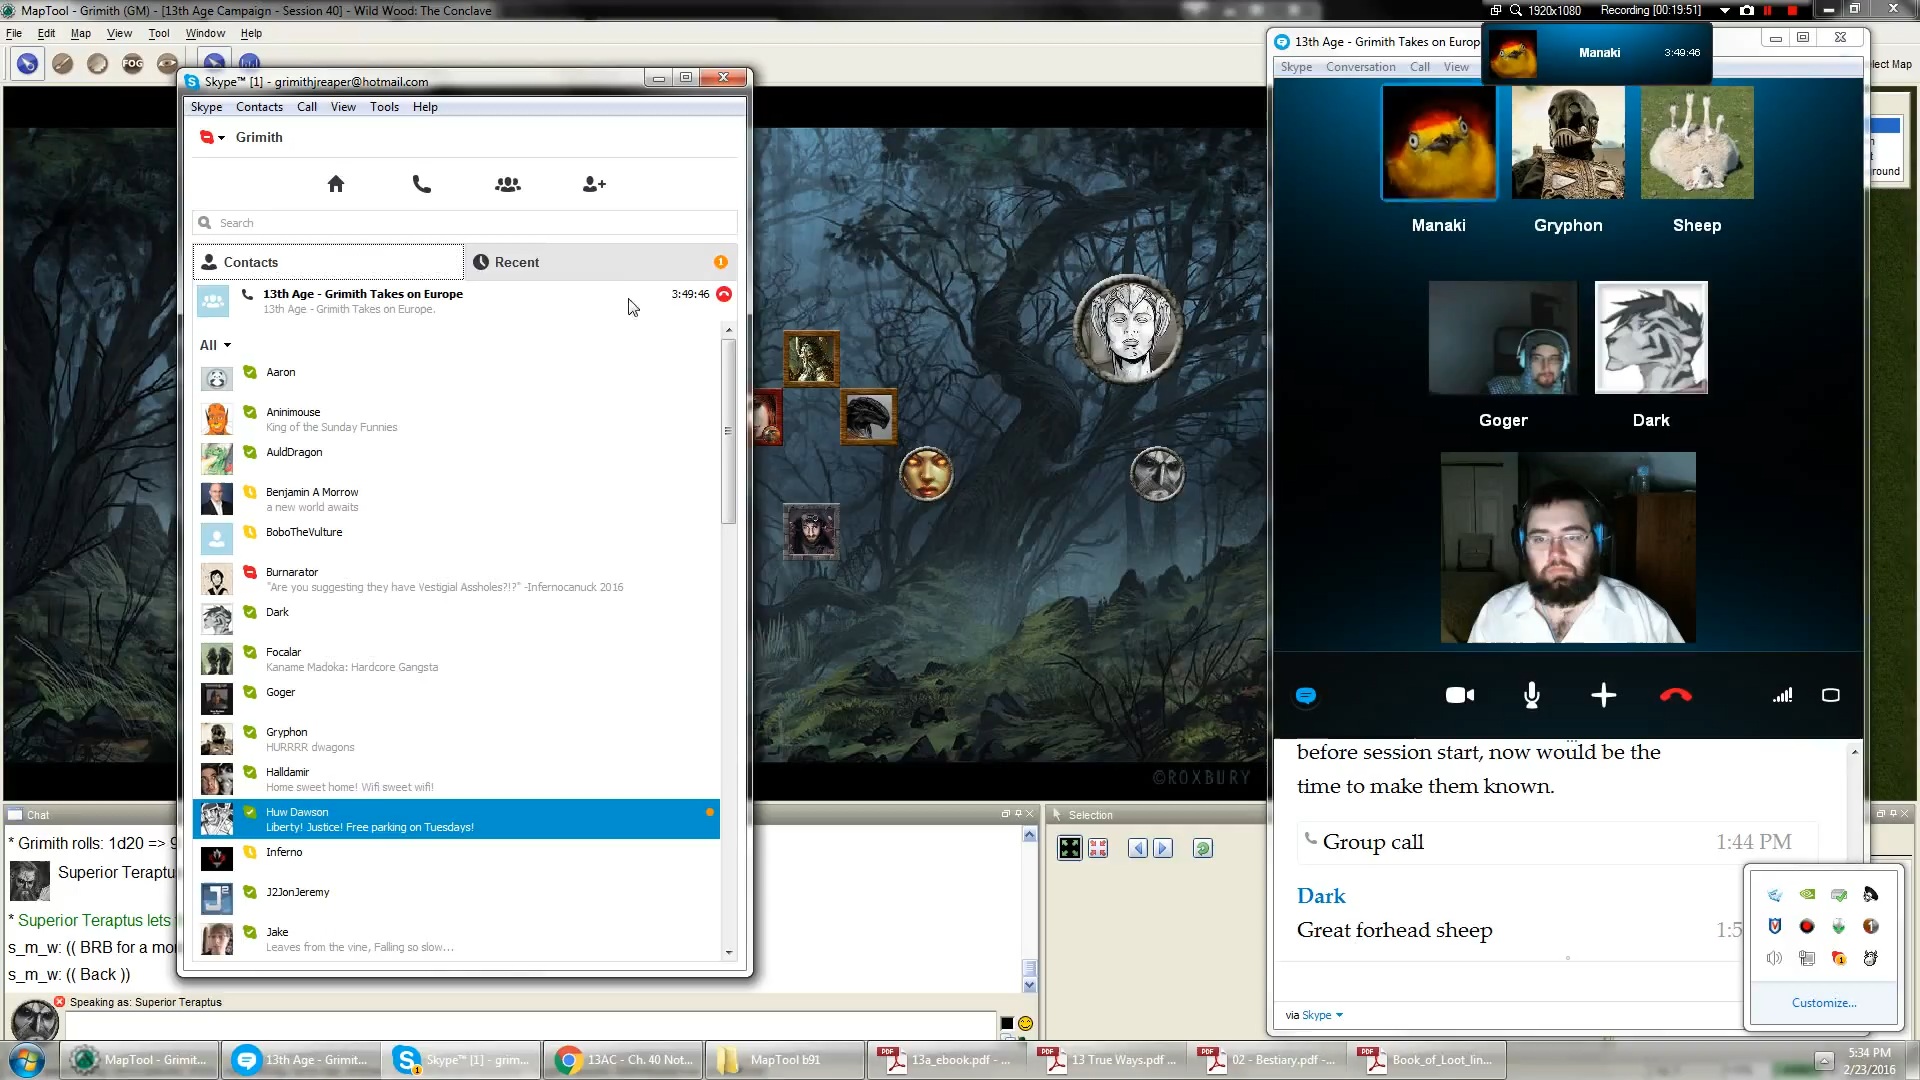 MapTool - Grimith (GM) - [13th Age Campaign - Session 40] - Wild Wood: The Conclave
1920x1080
Recording [00:19:51]
File Edit Map View Tool Window Help
FOG
Skype™ [1] - grimithjreaper@hotmail.com
Skype Contacts Call View Tools Help
Grimith
Search
Contacts
Recent
1
13th Age - Grimith Takes on Europe
3:49:46
13th Age - Grimith Takes on Europe.
All
Aaron
Aninimouse
King of the Sunday Funnies
AuldDragon
Benjamin A Morrow
a new world awaits
BoboTheVulture
Burnarator
"Are you suggesting they have Vestigial Assholes?!?" -Infernocanuck 2016
Dark
Focalar
Kaname Madoka: Hardcore Gangsta
Goger
Gryphon
HURRRR dwagons
Halldamir
Home sweet home! Wifi sweet wifi!
Huw Dawson
Liberty! Justice! Free parking on Tuesdays!
Inferno
J2JonJeremy
Jake
Leaves from the vine, Falling so slow...
©ROXBURY
13th Age - Grimith Takes on Europ
Manaki
3:49:46
Skype Conversation Call View
lect Map
round
Manaki
Gryphon
Sheep
Goger
Dark
before session start, now would be the
time to make them known.
Group call
1:44 PM
Dark
Great forhead sheep
1:5
via Skype
Customize...
Chat
* Grimith rolls: 1d20 => 9
Superior Teraptu
* Superior Teraptus lets
s_m_w: (( BRB for a mo
s_m_w: (( Back ))
Speaking as: Superior Teraptus
Selection
MapTool - Grimit...
13th Age - Grimit...
Skype™ [1] - grim...
13AC - Ch. 40 Not...
MapTool b91
13a_ebook.pdf - ...
13 True Ways.pdf ...
02 - Bestiary.pdf -...
Book_of_Loot_lin...
5:34 PM
2/23/2016